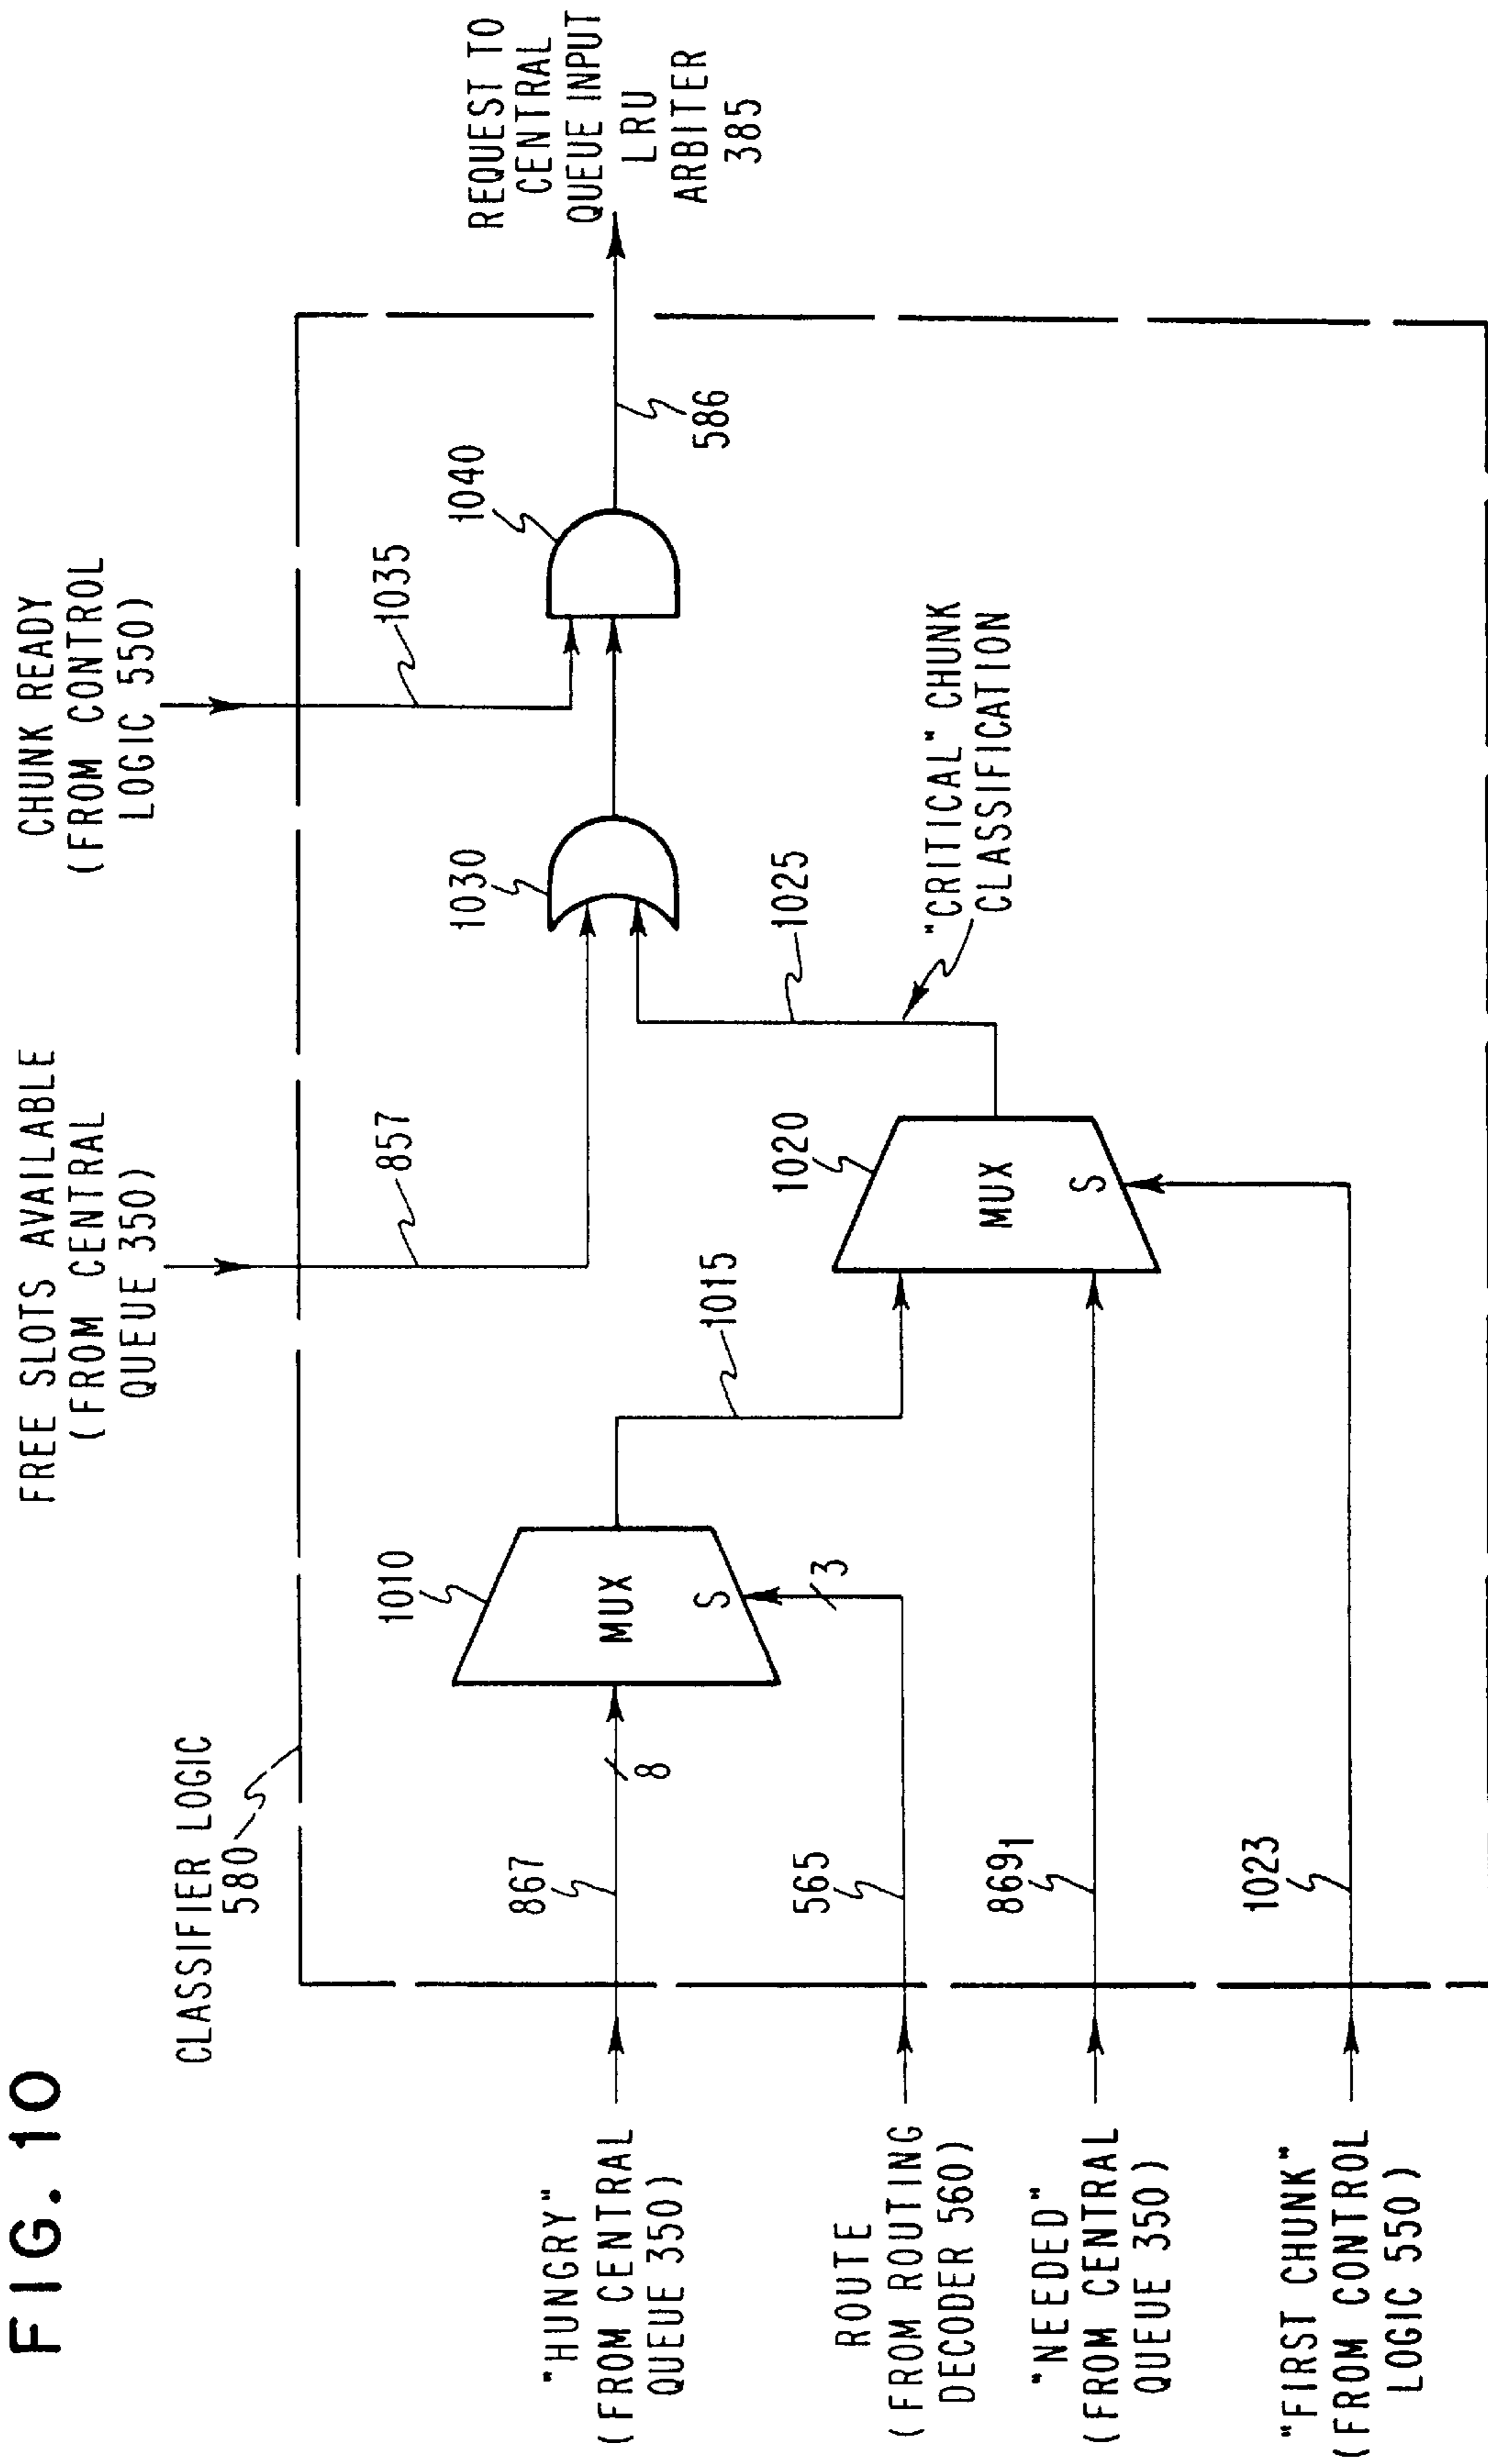 FIG. 10
CLASSIFIER LOGIC
580
FREE SLOTS AVAILABLE
(FROM CENTRAL
QUEUE 350)
CHUNK READY
(FROM CONTROL
LOGIC 550)
REQUEST TO
CENTRAL
QUEUE INPUT
LRU
ARBITER
385
"HUNGRY"
(FROM CENTRAL
QUEUE 350)
867
8
1010
MUX
S
3
1015
857
1030
1035
1040
586
ROUTE
(FROM ROUTING
DECODER 560)
565
"NEEDED"
(FROM CENTRAL
QUEUE 350)
869₁
1020
MUX
S
1025
"CRITICAL" CHUNK
CLASSIFICATION
"FIRST CHUNK"
(FROM CONTROL
LOGIC 550)
1023